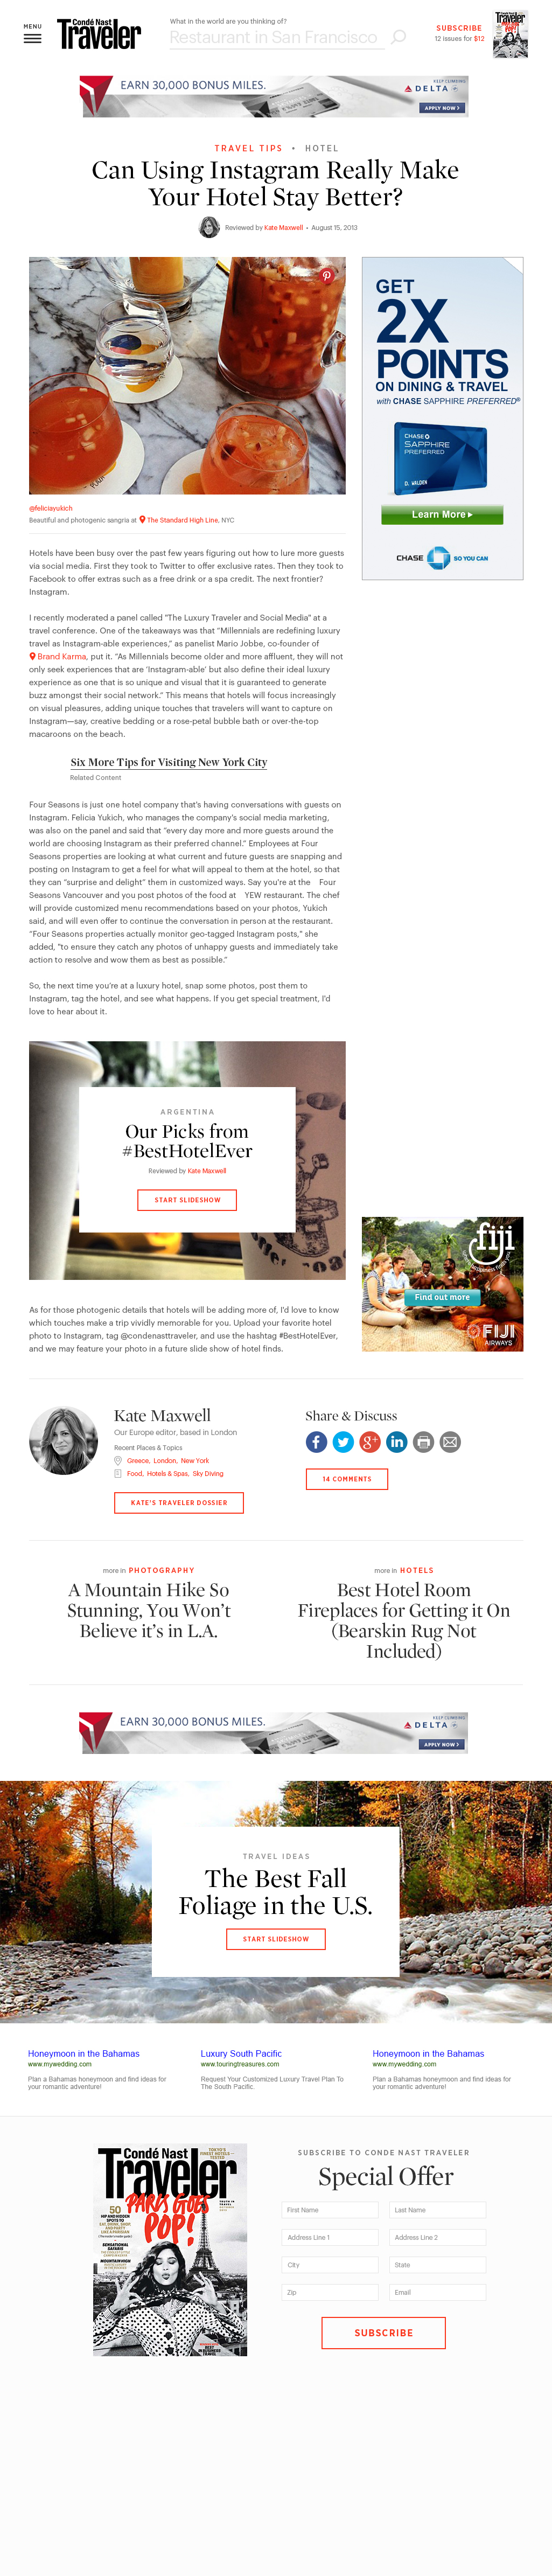 MENU
Condé Nast
Traveler
What in the world are you thinking of?
Restaurant in San Francisco
SUBSCRIBE
12 issues for $12
EARN 30,000 BONUS MILES.
KEEP CLIMBING
DELTA
APPLY NOW >
TRAVEL TIPS • HOTEL
Can Using Instagram Really Make
Your Hotel Stay Better?
Reviewed by Kate Maxwell • August 15, 2013
GET
2X
POINTS
ON DINING & TRAVEL
with CHASE SAPPHIRE PREFERRED®
CHASE
SAPPHIRE
PREFERRED
D. WALDEN
Learn More
CHASE SO YOU CAN
@feliciayukich
Beautiful and photogenic sangria at The Standard High Line, NYC
Hotels have been busy over the past few years figuring out how to lure more guests
via social media. First they took to Twitter to offer exclusive rates. Then they took to
Facebook to offer extras such as a free drink or a spa credit. The next frontier?
Instagram.
I recently moderated a panel called "The Luxury Traveler and Social Media" at a
travel conference. One of the takeaways was that “Millennials are redefining luxury
travel as Instagram-able experiences,” as panelist Mario Jobbe, co-founder of
Brand Karma, put it. “As Millennials become older and more affluent, they will not
only seek experiences that are ‘Instagram-able’ but also define their ideal luxury
experience as one that is so unique and visual that it is guaranteed to generate
buzz amongst their social network.” This means that hotels will focus increasingly
on visual pleasures, adding unique touches that travelers will want to capture on
Instagram—say, creative bedding or a rose-petal bubble bath or over-the-top
macaroons on the beach.
Six More Tips for Visiting New York City
Related Content
Four Seasons is just one hotel company that's having conversations with guests on
Instagram. Felicia Yukich, who manages the company's social media marketing,
was also on the panel and said that “every day more and more guests around the
world are choosing Instagram as their preferred channel.” Employees at Four
Seasons properties are looking at what current and future guests are snapping and
posting on Instagram to get a feel for what will appeal to them at the hotel, so that
they can “surprise and delight” them in customized ways. Say you're at the Four
Seasons Vancouver and you post photos of the food at YEW restaurant. The chef
will provide customized menu recommendations based on your photos, Yukich
said, and will even offer to continue the conversation in person at the restaurant.
“Four Seasons properties actually monitor geo-tagged Instagram posts,” she
added, "to ensure they catch any photos of unhappy guests and immediately take
action to resolve and wow them as best as possible.”
So, the next time you're at a luxury hotel, snap some photos, post them to
Instagram, tag the hotel, and see what happens. If you get special treatment, I'd
love to hear about it.
ARGENTINA
Our Picks from
#BestHotelEver
Reviewed by Kate Maxwell
START SLIDESHOW
fiji
Find out more
FIJI
AIRWAYS
As for those photogenic details that hotels will be adding more of, I'd love to know
which touches make a trip vividly memorable for you. Upload your favorite hotel
photo to Instagram, tag @condenasttraveler, and use the hashtag #BestHotelEver,
and we may feature your photo in a future slide show of hotel finds.
Kate Maxwell
Our Europe editor, based in London
Recent Places & Topics
Greece, London, New York
Food, Hotels & Spas, Sky Diving
KATE'S TRAVELER DOSSIER
Share & Discuss
14 COMMENTS
more in PHOTOGRAPHY
A Mountain Hike So
Stunning, You Won’t
Believe it’s in L.A.
more in HOTELS
Best Hotel Room
Fireplaces for Getting it On
(Bearskin Rug Not
Included)
EARN 30,000 BONUS MILES.
KEEP CLIMBING
DELTA
APPLY NOW >
TRAVEL IDEAS
The Best Fall
Foliage in the U.S.
START SLIDESHOW
Honeymoon in the Bahamas
www.mywedding.com
Plan a Bahamas honeymoon and find ideas for
your romantic adventure!
Luxury South Pacific
www.touringtreasures.com
Request Your Customized Luxury Travel Plan To
The South Pacific.
Honeymoon in the Bahamas
www.mywedding.com
Plan a Bahamas honeymoon and find ideas for
your romantic adventure!
Condé Nast
Traveler
TOKYO'S
FINEST HOTELS
TESTED
PARIS GOES
POP!
50
HIP AND HIDDEN
SPOTS TO
EAT, DRINK, SHOP,
AND PARTY
LIKE A PARISIAN
SENSATIONAL
SAFARIS
MOUNTAIN HIGH
BEST
IN BUSINESS
TRAVEL
SUBSCRIBE TO CONDE NAST TRAVELER
Special Offer
First Name
Last Name
Address Line 1
Address Line 2
City
State
Zip
Email
SUBSCRIBE